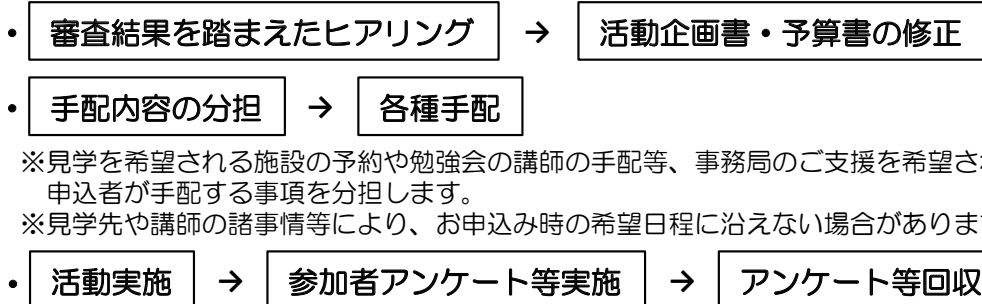 • 審査結果を踏まえたヒアリング → 活動企画書・予算書の修正
• 手配内容の分担 → 各種手配
※見学を希望される施設の予約や勉強会の講師の手配等、事務局のご支援を希望され
申込者が手配する事項を分担します。
※見学先や講師の諸事情等により、お申込み時の希望日程に沿えない場合がありま
• 活動実施 → 参加者アンケート等実施 → アンケート等回収